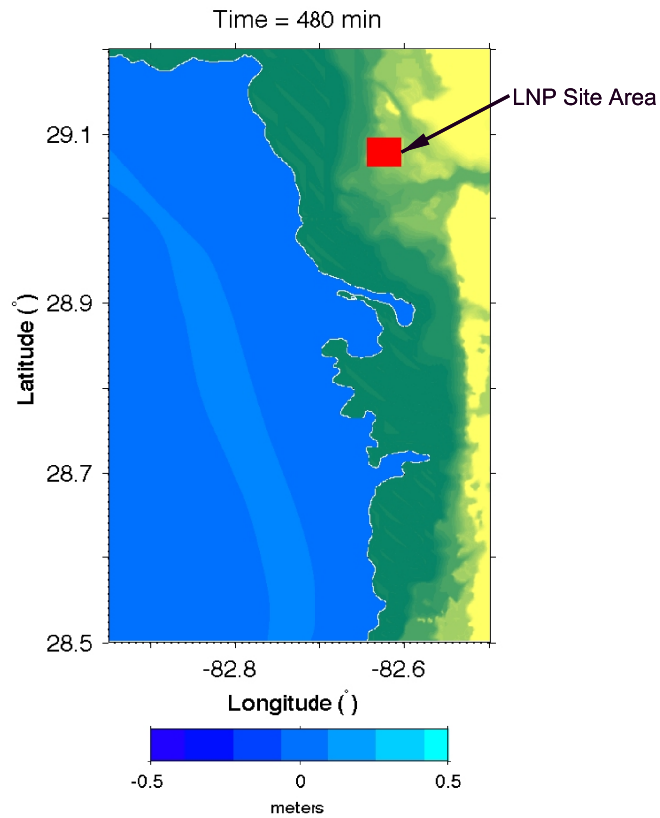 Time = 480 min
LNP Site Area
29.1
28.9
28.7
28.5
Latitude (°)
-82.8 -82.6
Longitude (°)
-0.5 0 0.5
meters